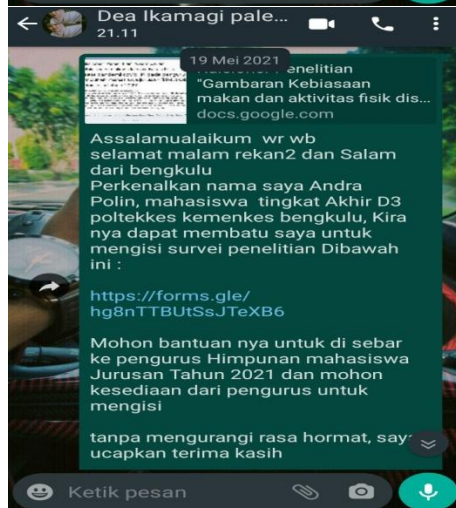 Dea Ikamagi pale...
21.11
19 Mei 2021
Penelitian
"Gambaran Kebiasaan
makan dan aktivitas fisik dis...
docs.google.com
Assalamualaikum wr wb
selamat malam rekan2 dan Salam
dari bengkulu
Perkenalkan nama saya Andra
Polin, mahasiswa tingkat Akhir D3
poltekkes kemenkes bengkulu, Kira
nya dapat membatu saya untuk
mengisi survei penelitian Dibawah
ini :
https://forms.gle/
hg8nTTBUtSsJTeXB6
Mohon bantuan nya untuk di sebar
ke pengurus Himpunan mahasiswa
Jurusan Tahun 2021 dan mohon
kesediaan dari pengurus untuk
mengisi
tanpa mengurangi rasa hormat, saya
ucapkan terima kasih
Ketik pesan